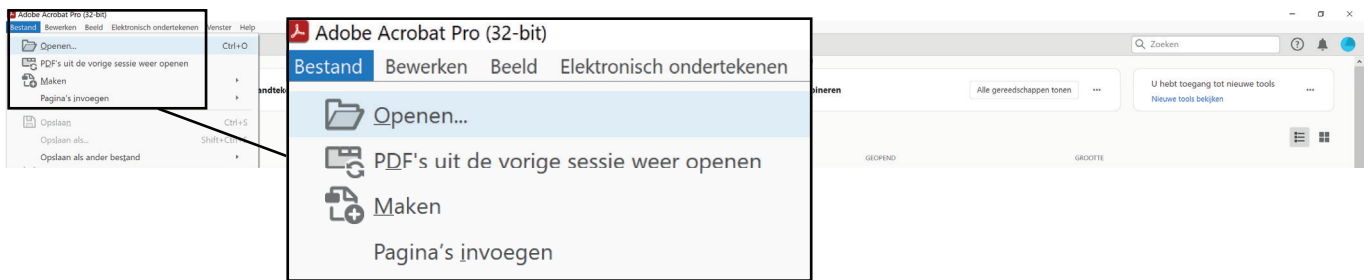 Adobe Acrobat Pro (32-bit)
Bestand Bewerken Beeld Elektronisch ondertekenen Venster Help
Openen... Ctrl+O
PDF's uit de vorige sessie weer openen
Maken
Pagina's invoegen
Opslaan Ctrl+S
Opslaan als... Shift+Ctrl+S
Opslaan als ander bestand
Adobe Acrobat Pro (32-bit)
Bestand Bewerken Beeld Elektronisch ondertekenen
Openen...
PDF's uit de vorige sessie weer openen
Maken
Pagina's invoegen
Zoeken
Alle gereedschappen tonen
U hebt toegang tot nieuwe tools
Nieuwe tools bekijken
GEOPEND GROOTTE